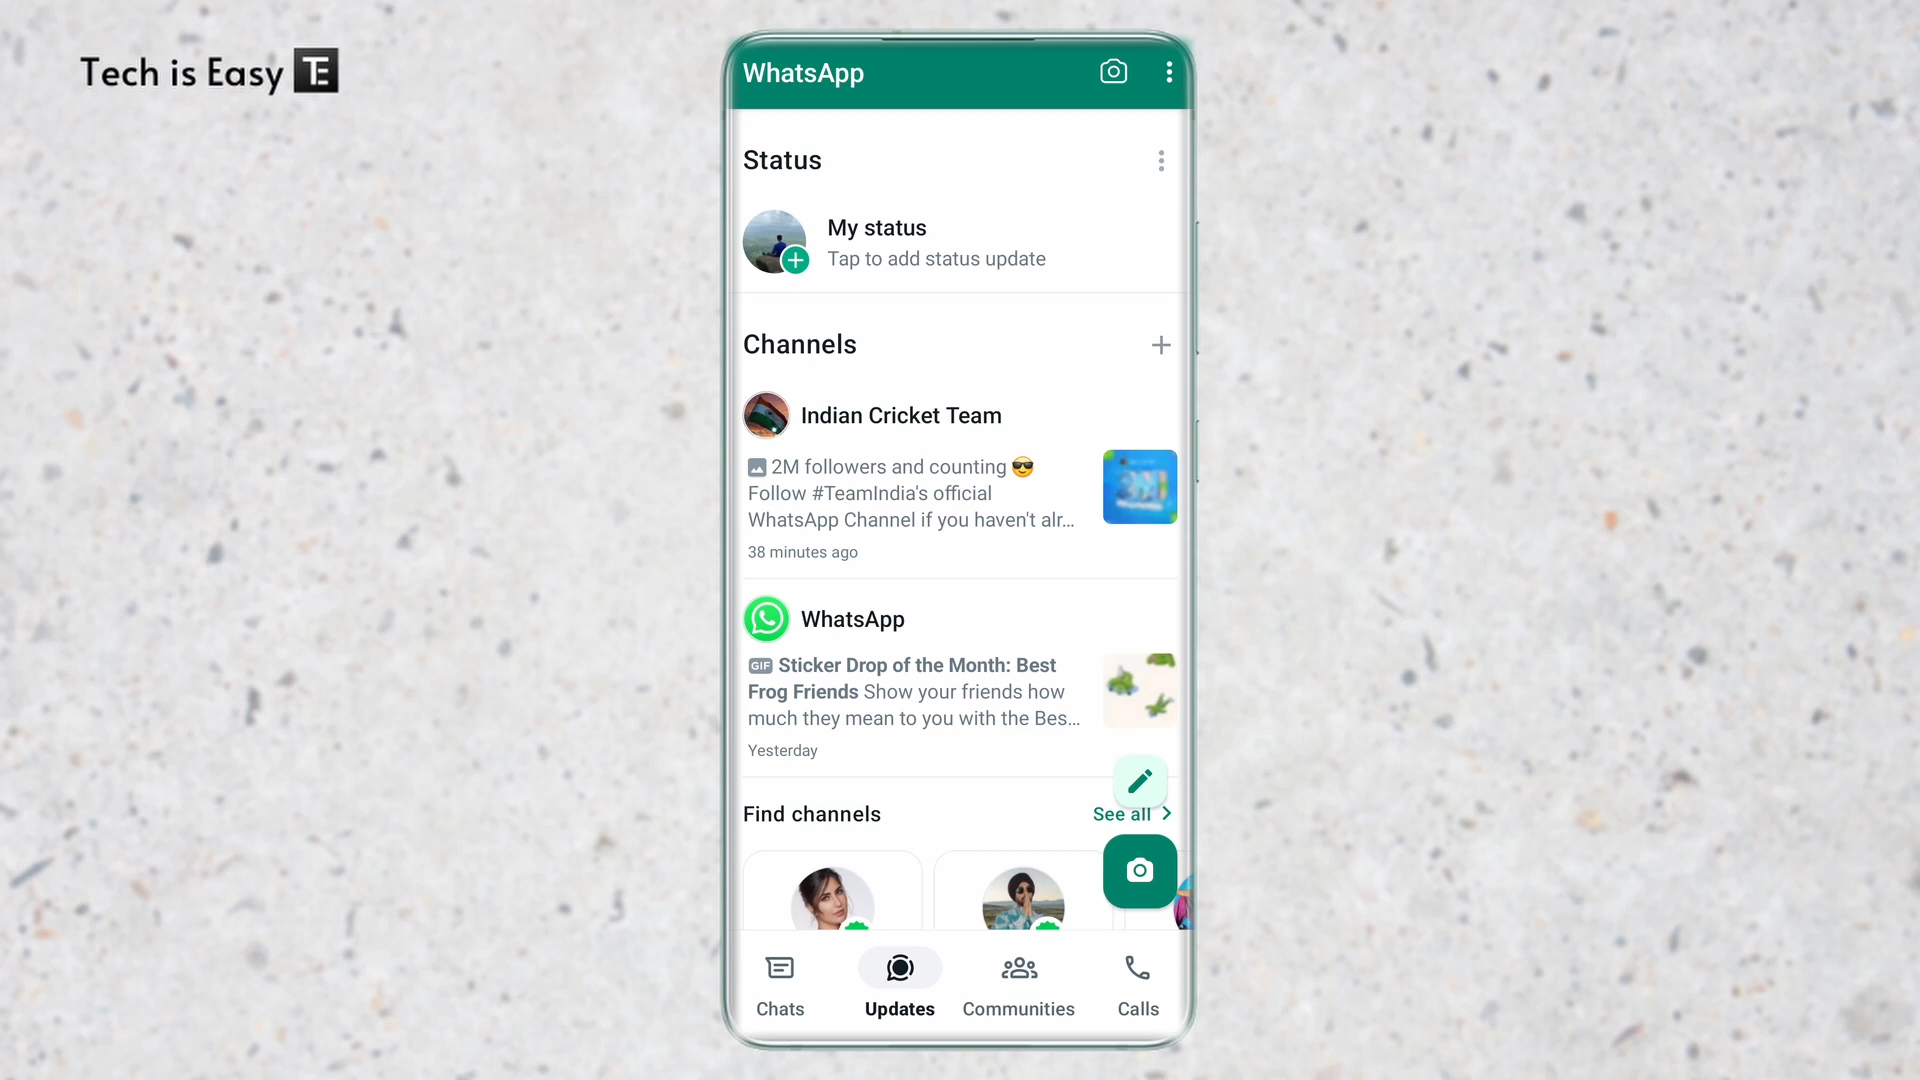 Tech is Easy TE
WhatsApp
Status
My status
Tap to add status update
Channels
Indian Cricket Team
2M followers and counting 😎
Follow #TeamIndia's official
WhatsApp Channel if you haven't alr...
38 minutes ago
WhatsApp
GIF Sticker Drop of the Month: Best
Frog Friends Show your friends how
much they mean to you with the Bes...
Yesterday
Find channels
See all
Chats
Updates
Communities
Calls